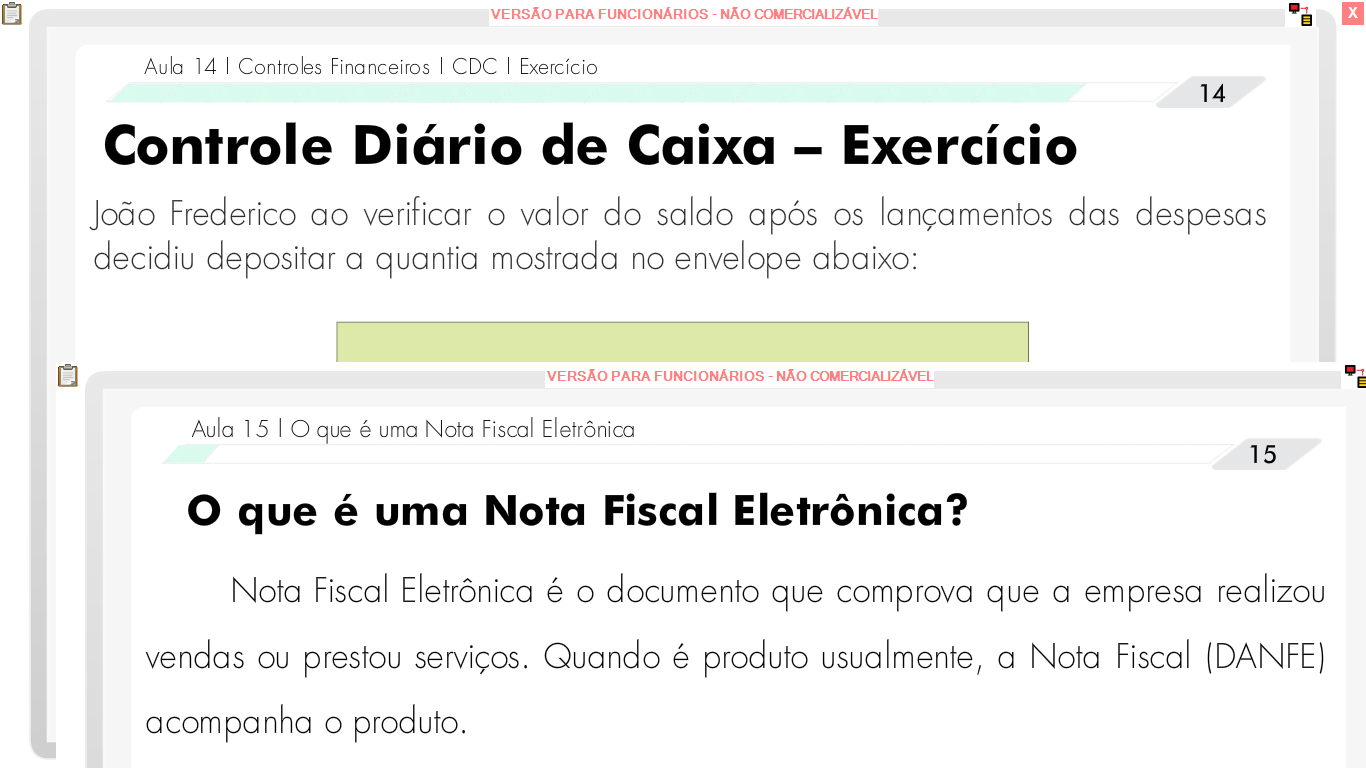 VERSÃO PARA FUNCIONÁRIOS - NÃO COMERCIALIZÁVEL
X
Aula 14 | Controles Financeiros | CDC | Exercício
14
Controle Diário de Caixa – Exercício
João Frederico ao verificar o valor do saldo após os lançamentos das despesas
decidiu depositar a quantia mostrada no envelope abaixo:
VERSÃO PARA FUNCIONÁRIOS - NÃO COMERCIALIZÁVEL
Aula 15 | O que é uma Nota Fiscal Eletrônica
15
O que é uma Nota Fiscal Eletrônica?
Nota Fiscal Eletrônica é o documento que comprova que a empresa realizou
vendas ou prestou serviços. Quando é produto usualmente, a Nota Fiscal (DANFE)
acompanha o produto.